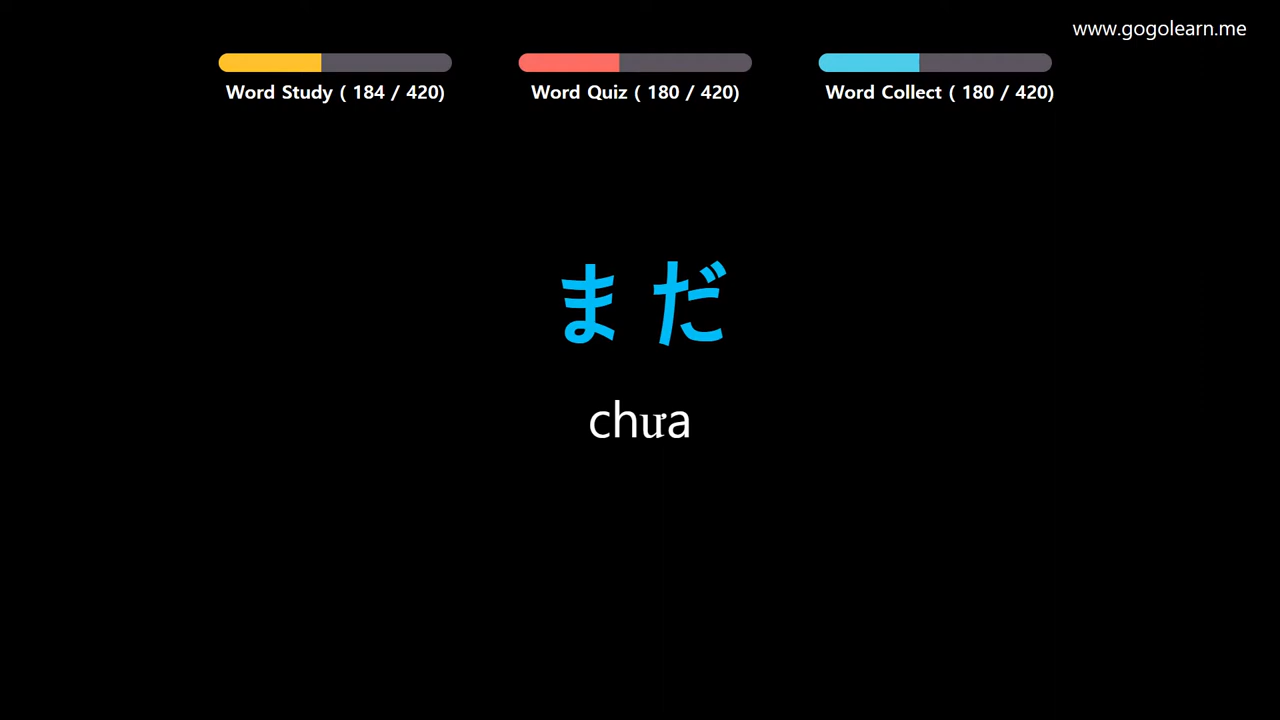 www.gogolearn.me
Word Study ( 184 / 420)
Word Quiz ( 180 / 420)
Word Collect ( 180 / 420)
まだ
chưa